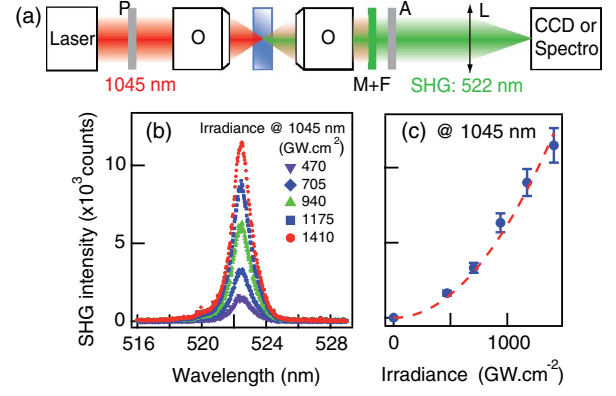 (a)
P
A
L
Laser
O
O
CCD or
Spectro
1045 nm
M+F
SHG: 522 nm
(b)
Irradiance @ 1045 nm
(GW.cm²)
470
705
940
1175
1410
SHG intensity (x10³counts)
10
5
0
516
520
524
528
Wavelength (nm)
(c)
@ 1045 nm
0
1000
Irradiance (GW.cm⁻²)